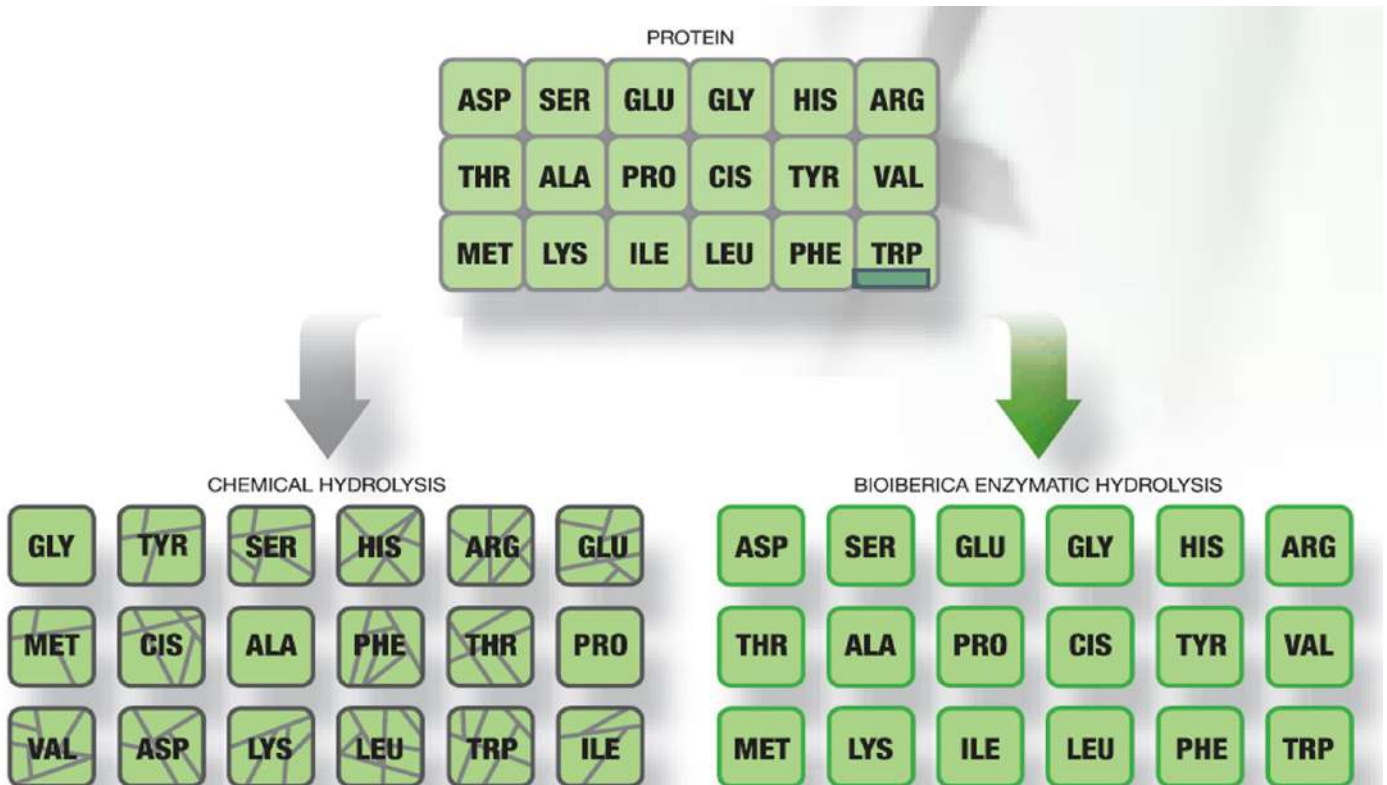 PROTEIN
ASP SER GLU GLY HIS ARG
THR ALA PRO CIS TYR VAL
MET LYS ILE LEU PHE TRP
CHEMICAL HYDROLYSIS
GLY TYR SER HIS ARG GLU
MET CIS ALA PHE THR PRO
VAL ASP LYS LEU TRP ILE
BIOIBERICA ENZYMATIC HYDROLYSIS
ASP SER GLU GLY HIS ARG
THR ALA PRO CIS TYR VAL
MET LYS ILE LEU PHE TRP